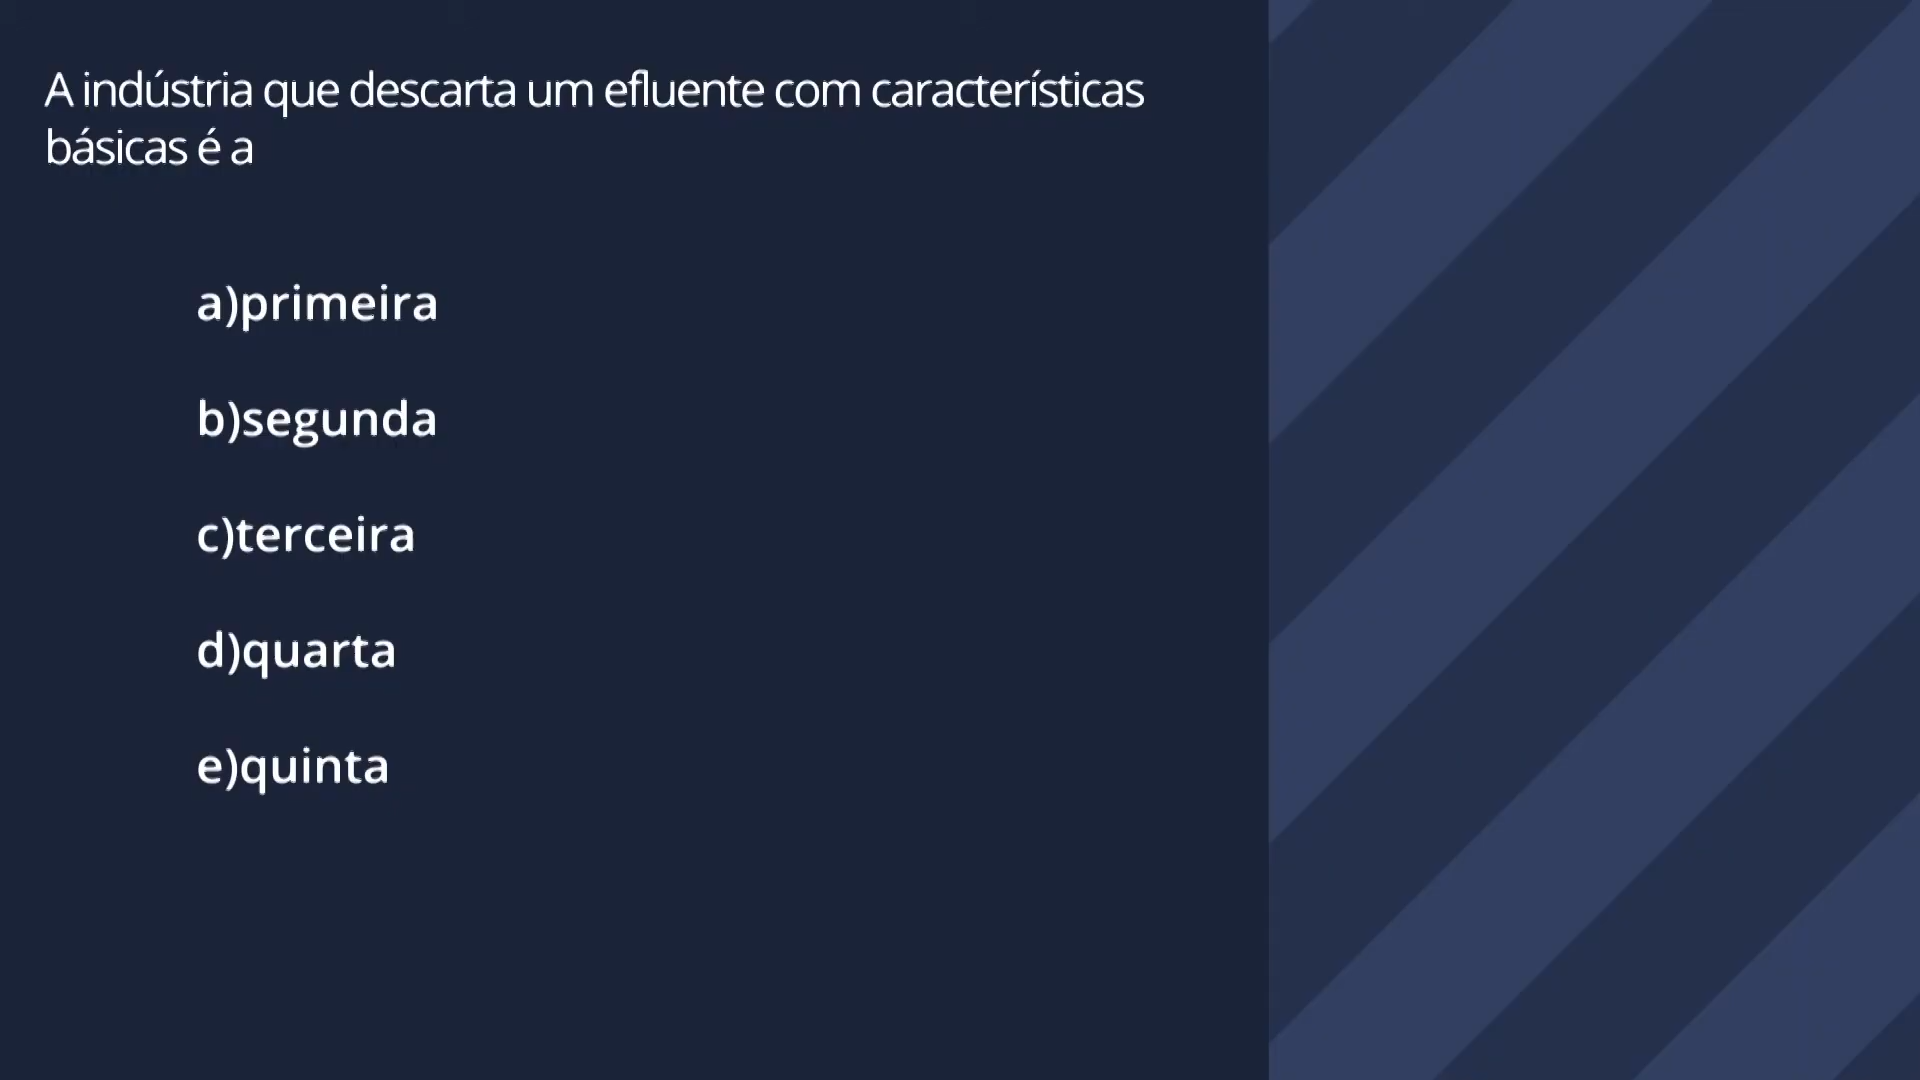 A indústria que descarta um efluente com características
básicas é a
a)primeira
b)segunda
c)terceira
d)quarta
e)quinta